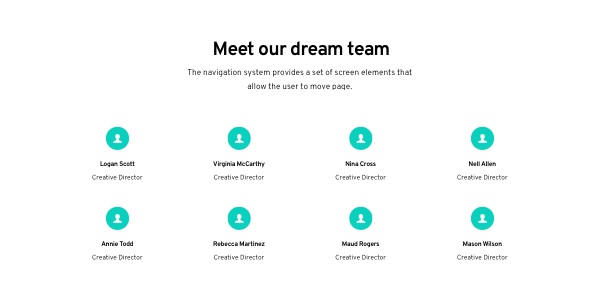 Meet our dream team
The navigation system provides a set of screen elements that
allow the user to move page.
Logan Scott
Virginia McCarthy
Nina Cross
Nell Allen
Creative Director
Creative Director
Creative Director
Creative Director
Annie Todd
Rebecca Martinez
Maud Rogers
Mason Wilson
Creative Director
Creative Director
Creative Director
Creative Director